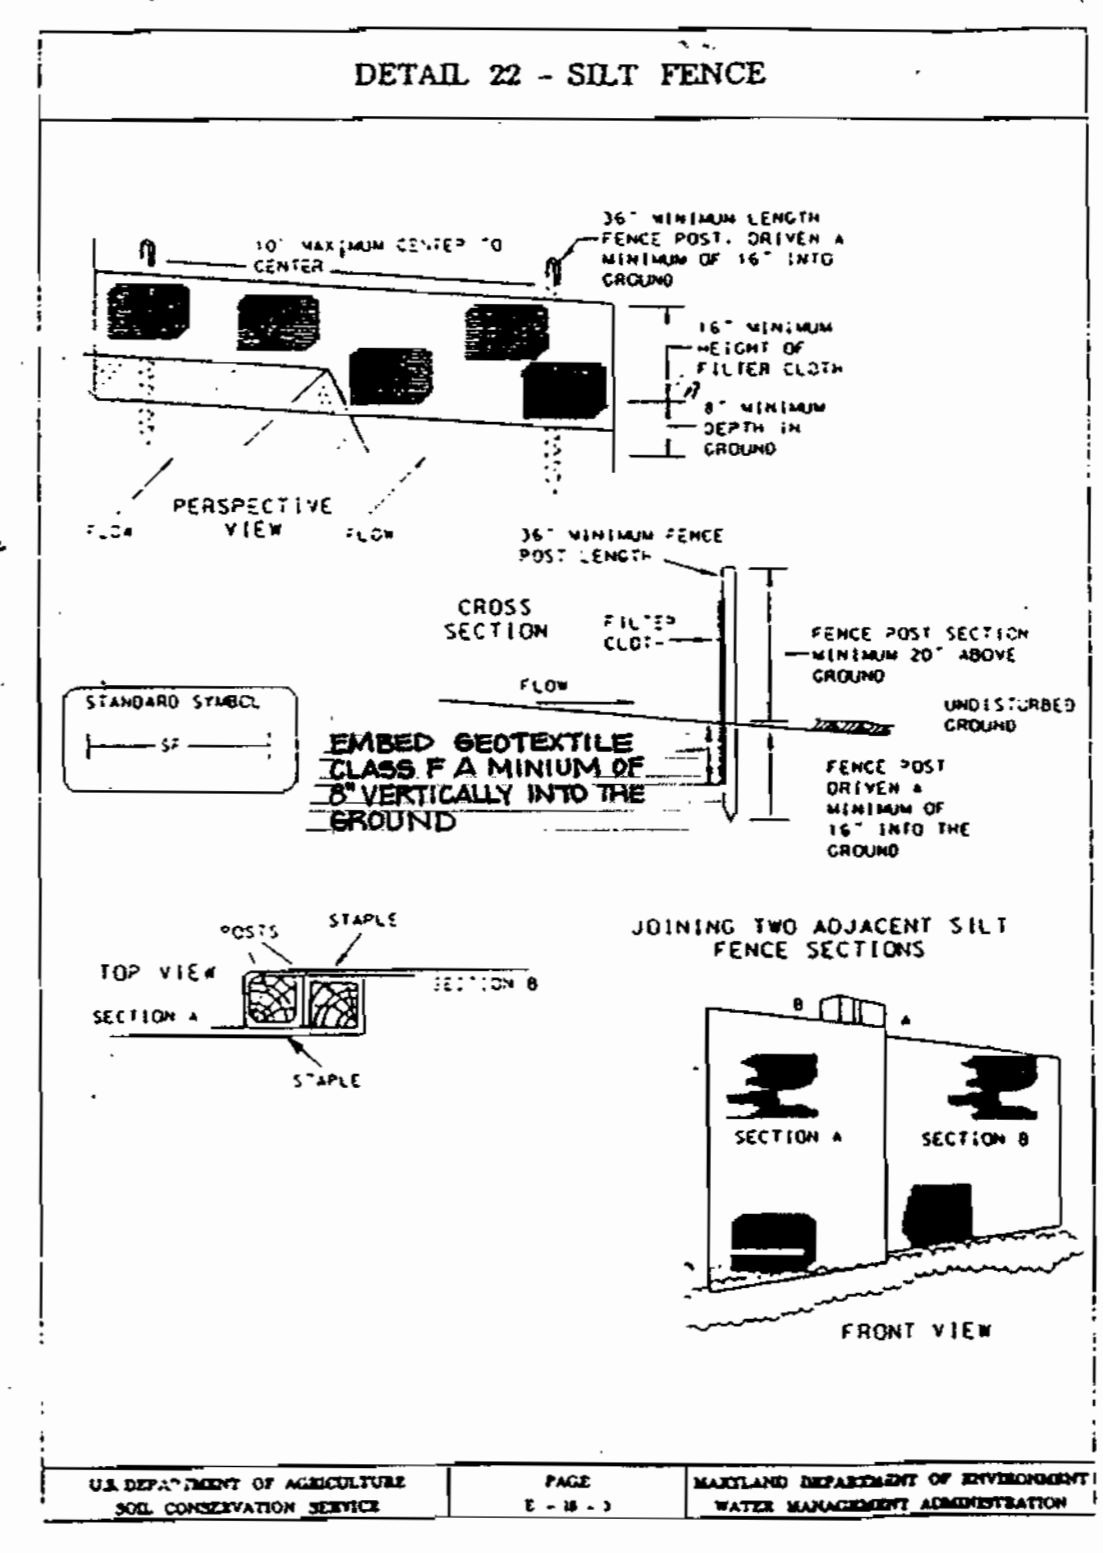 DETAIL 22 - SILT FENCE
36" MINIMUM LENGTH
FENCE POST, DRIVEN A
MINIMUM OF 16" INTO
GROUND
10' MAXIMUM CENTER TO
CENTER
16" MINIMUM
HEIGHT OF
FILTER CLOTH
8" MINIMUM
DEPTH IN
GROUND
PERSPECTIVE
VIEW
FLOW
FLOW
36" MINIMUM FENCE
POST LENGTH
CROSS
SECTION
FILTER
CLOTH
FENCE POST SECTION
MINIMUM 20" ABOVE
GROUND
FLOW
UNDISTURBED
GROUND
STANDARD SYMBOL
SF
EMBED GEOTEXTILE
CLASS F A MINIUM OF
8" VERTICALLY INTO THE
GROUND
FENCE POST
DRIVEN A
MINIMUM OF
16" INTO THE
GROUND
POSTS
STAPLE
TOP VIEW
SECTION B
SECTION A
STAPLE
JOINING TWO ADJACENT SILT
FENCE SECTIONS
B
A
SECTION A
SECTION B
FRONT VIEW
U.S. DEPARTMENT OF AGRICULTURE
SOIL CONSERVATION SERVICE
PAGE
E - - 3
MARYLAND DEPARTMENT OF ENVIRONMENT
WATER MANAGEMENT ADMINISTRATION